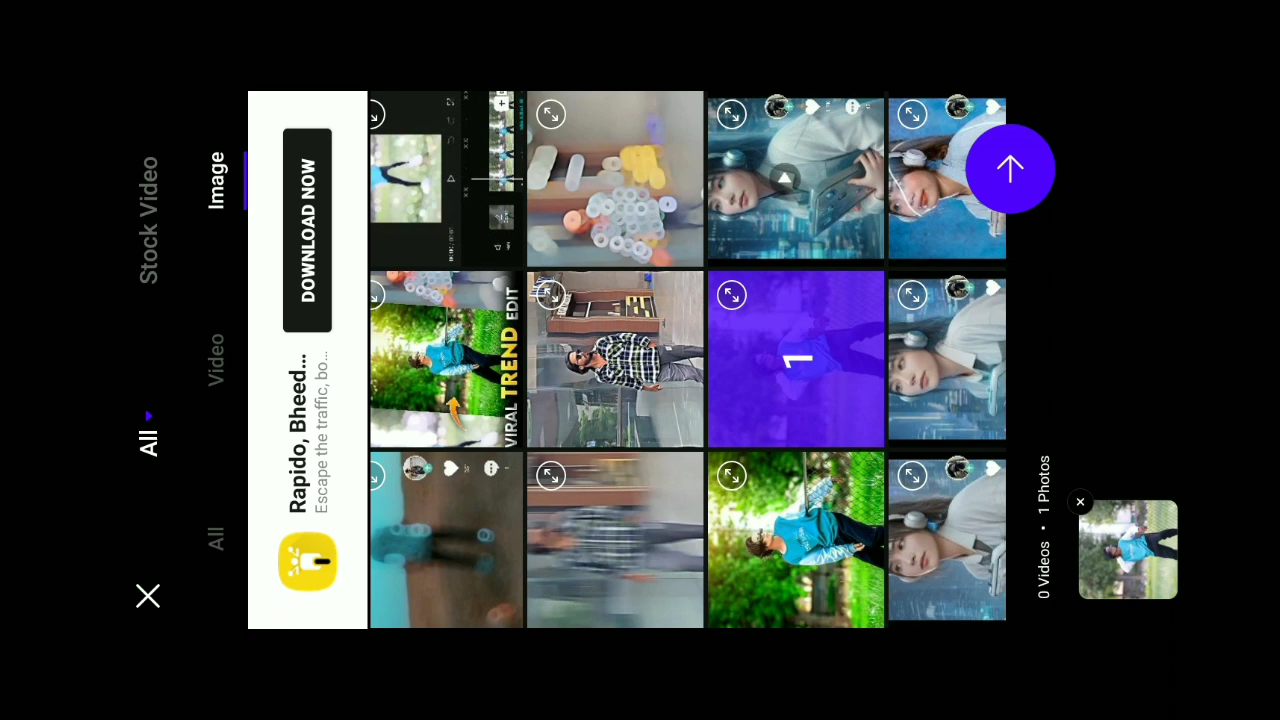 All
Stock Video
All
Video
Image
Rapido, Bheed...
Escape the traffic, bo...
DOWNLOAD NOW
VIRAL TREND EDIT
1
0 Videos • 1 Photos